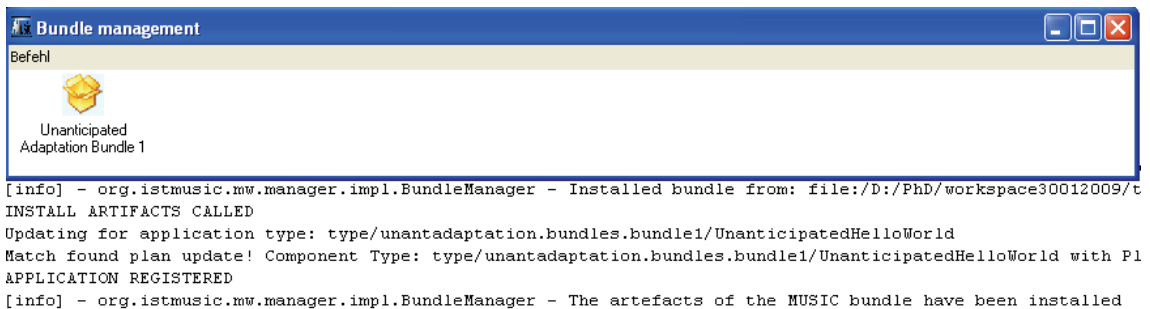 Bundle management
Befehl
Unanticipated
Adaptation Bundle 1
[info] - org.istmusic.mw.manager.impl.BundleManager - Installed bundle from: file:/D:/PhD/workspace30012009/t
INSTALL ARTIFACTS CALLED
Updating for application type: type/unantadaptation.bundles.bundle1/UnanticipatedHelloWorld
Match found plan update! Component Type: type/unantadaptation.bundles.bundle1/UnanticipatedHelloWorld with Pl
APPLICATION REGISTERED
[info] - org.istmusic.mw.manager.impl.BundleManager - The artefacts of the MUSIC bundle have been installed